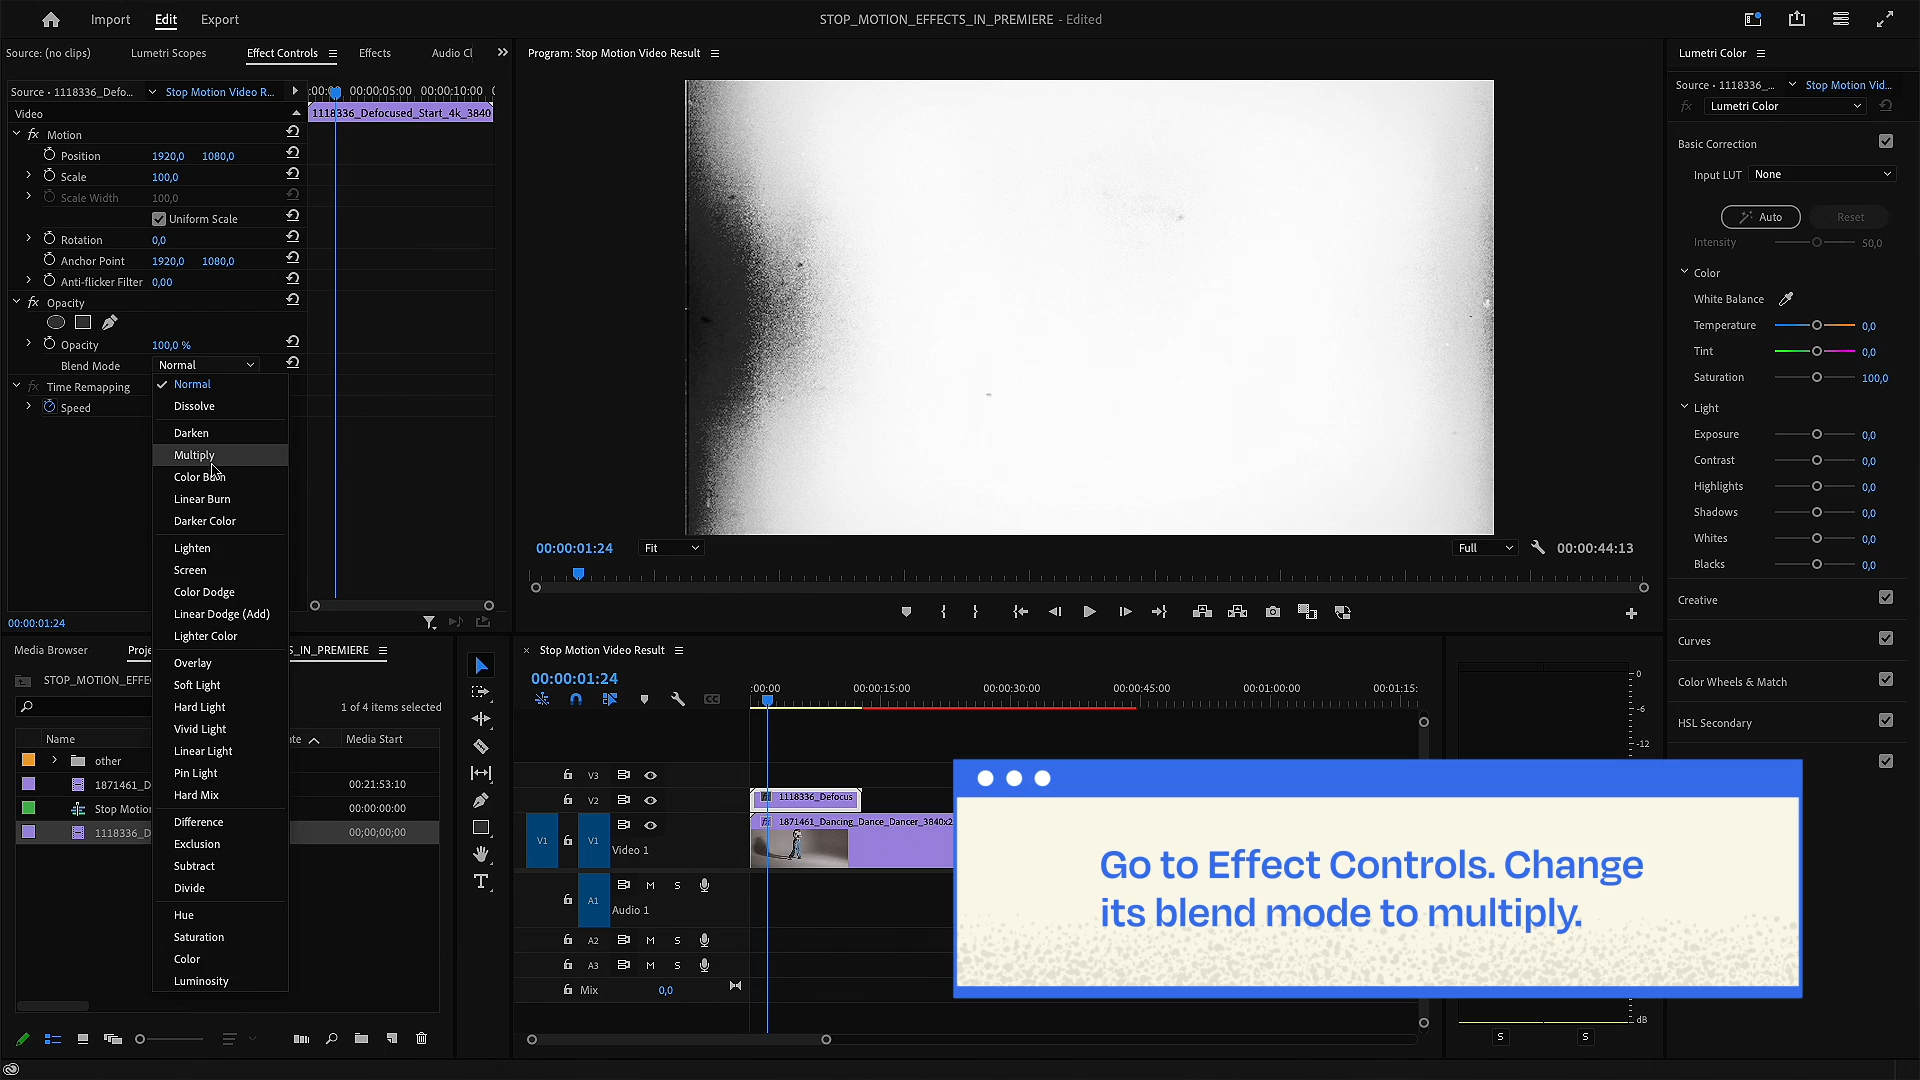 Import Edit Export
STOP_MOTION_EFFECTS_IN_PREMIERE - Edited
Source: (no clips) Lumetri Scopes Effect Controls Effects Audio Cl
Source • 1118336_Defo... Stop Motion Video R...
:00:00 00:00:05:00 00:00:10:00
Video
1118336_Defocused_Start_4k_3840
fx Motion
Position 1920,0 1080,0
Scale 100,0
Scale Width 100,0
Uniform Scale
Rotation 0,0
Anchor Point 1920,0 1080,0
Anti-flicker Filter 0,00
fx Opacity
Opacity 100,0 %
Blend Mode Normal
fx Time Remapping
Speed
Normal
Dissolve
Darken
Multiply
Color Burn
Linear Burn
Darker Color
Lighten
Screen
Color Dodge
Linear Dodge (Add)
Lighter Color
Overlay
Soft Light
Hard Light
Vivid Light
Linear Light
Pin Light
Hard Mix
Difference
Exclusion
Subtract
Divide
Hue
Saturation
Color
Luminosity
00:00:01:24
Program: Stop Motion Video Result
00:00:01:24 Fit Full 00:00:44:13
Lumetri Color
Source • 1118336_... Stop Motion Vid...
fx Lumetri Color
Basic Correction
Input LUT None
Auto Reset
Intensity 50,0
Color
White Balance
Temperature 0,0
Tint 0,0
Saturation 100,0
Light
Exposure 0,0
Contrast 0,0
Highlights 0,0
Shadows 0,0
Whites 0,0
Blacks 0,0
Creative
Curves
Color Wheels & Match
HSL Secondary
Media Browser Proje S_IN_PREMIERE
STOP_MOTION_EFFE
1 of 4 items selected
Name ate Media Start
other
1871461_D 00:21:53:10
Stop Motion 00:00:00:00
1118336_D 00;00;00;00
Stop Motion Video Result
00:00:01:24
:00:00 00:00:15:00 00:00:30:00 00:00:45:00 00:01:00:00 00:01:15:
V3
V2
fx 1118336_Defocus
V1 V1 Video 1
fx 1871461_Dancing_Dance_Dancer_3840x2
A1 M S
Audio 1
A2 M S
A3 M S
Mix 0,0
0
-6
-12
dB
S S
Go to Effect Controls. Change
its blend mode to multiply.